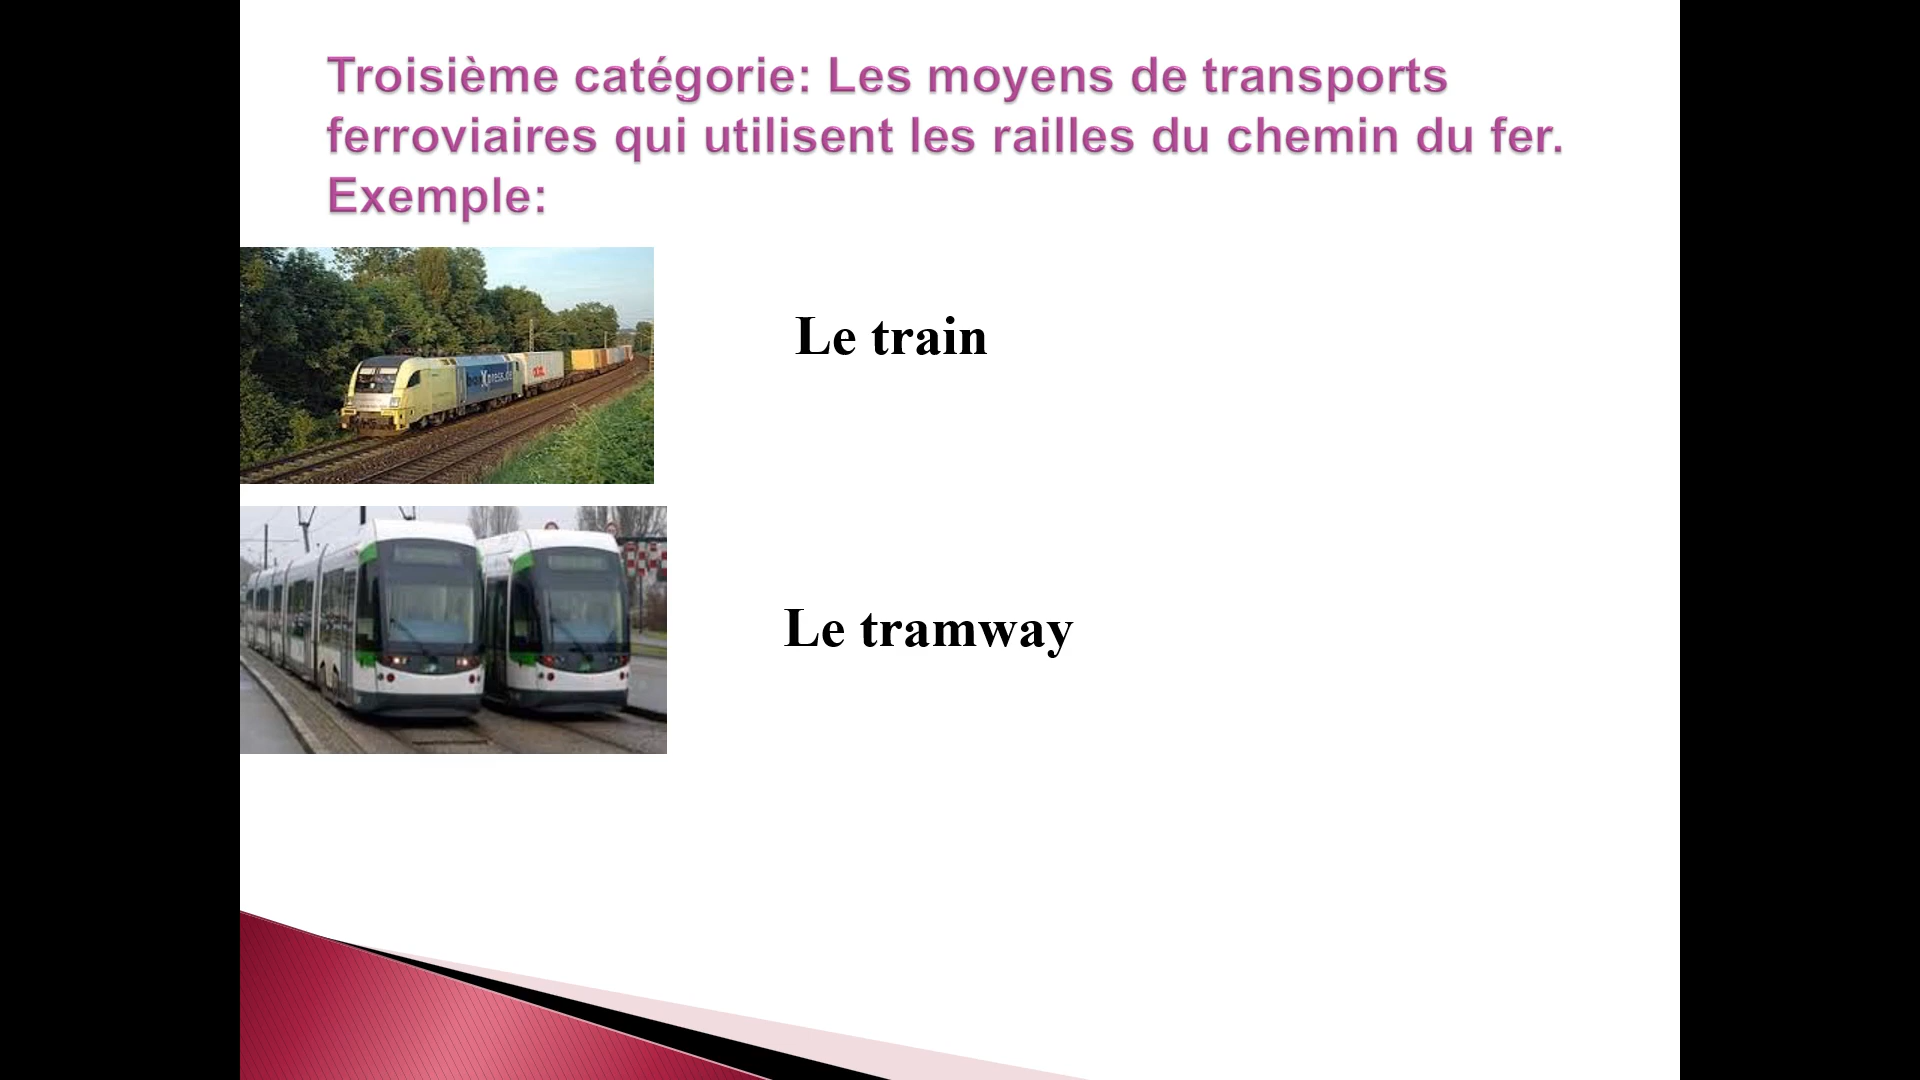 Troisième catégorie: Les moyens de transports
ferroviaires qui utilisent les railles du chemin du fer.
Exemple:
Le train
Le tramway